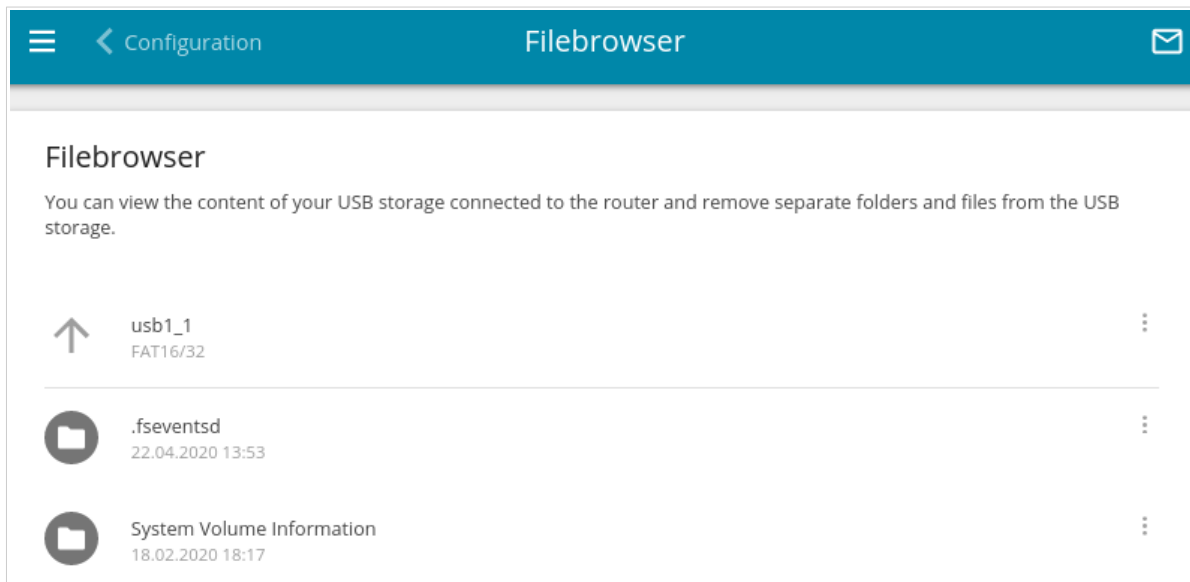 Configuration
Filebrowser
Filebrowser
You can view the content of your USB storage connected to the router and remove separate folders and files from the USB
storage.
usb1_1
FAT16/32
.fseventsd
22.04.2020 13:53
System Volume Information
18.02.2020 18:17